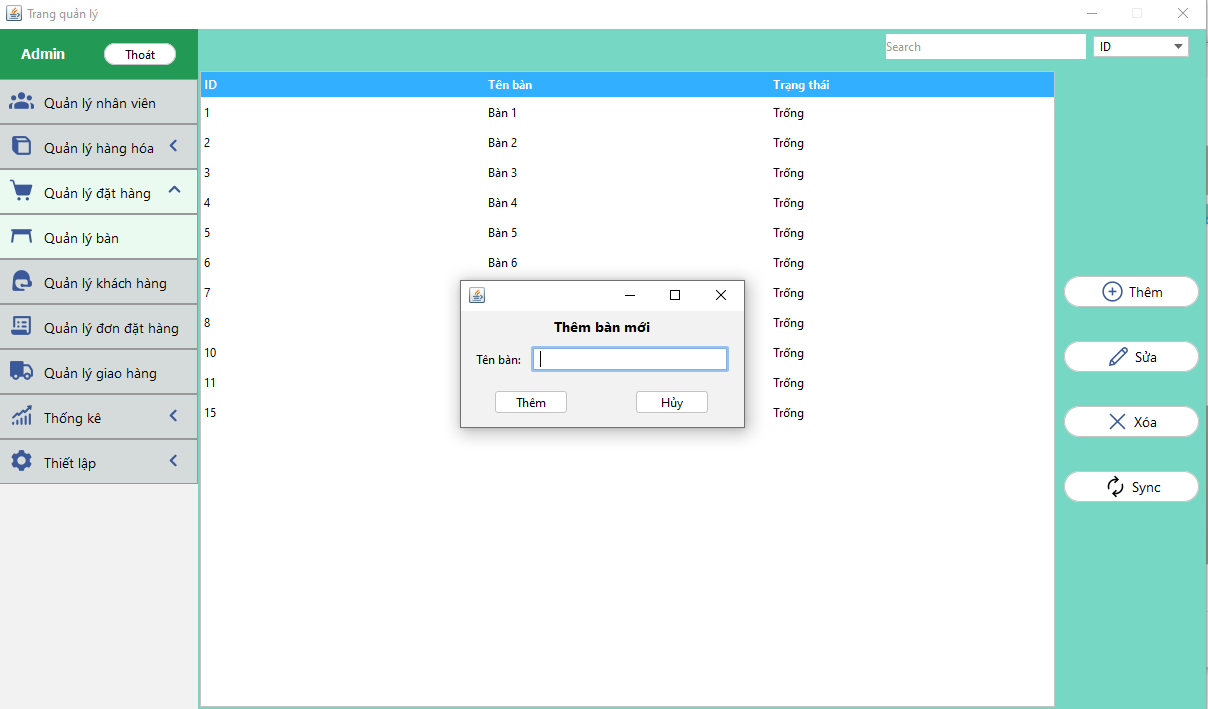 Trang quản lý
Admin
Thoát
Search
ID
Quản lý nhân viên
Quản lý hàng hóa
Quản lý đặt hàng
Quản lý bàn
Quản lý khách hàng
Quản lý đơn đặt hàng
Quản lý giao hàng
Thống kê
Thiết lập
ID Tên bàn Trạng thái
1 Bàn 1 Trống
2 Bàn 2 Trống
3 Bàn 3 Trống
4 Bàn 4 Trống
5 Bàn 5 Trống
6 Bàn 6 Trống
7 Trống
8 Trống
10 Trống
11 Trống
15 Trống
Thêm bàn mới
Tên bàn:
Thêm
Hủy
Thêm
Sửa
Xóa
Sync